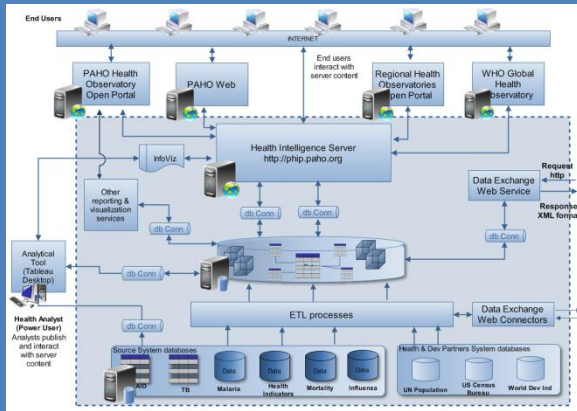 End Users
INTERNET
End users
interact with
server content
PAHO Health
Observatory
Open Portal
PAHO Web
Regional Health
Observatories
Open Portal
WHO Global
Health
Observatory
Health Intelligence Server
http://phip.paho.org
InfoViz
Other
reporting &
visualization
services
Data Exchange
Web Service
Request
http
Response
XML format
db Conn
db Conn
db Conn
db Conn
db Conn
db Conn
Analytical
Tool
(Tableau
Desktop)
Health Analyst
(Power User)
Analysts publish
and interact with
server content
ETL processes
Data Exchange
Web Connectors
Source System databases
TB
Data
Malaria
Data
Health
Indicators
Data
Mortality
Data
Influenza
Health & Dev Partners System databases
UN Population
US Census
Bureau
World Dev Ind